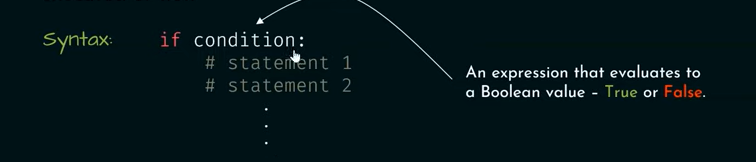 Syntax: if condition:
# statement 1
# statement 2
.
.
.
An expression that evaluates to
a Boolean value – True or False.